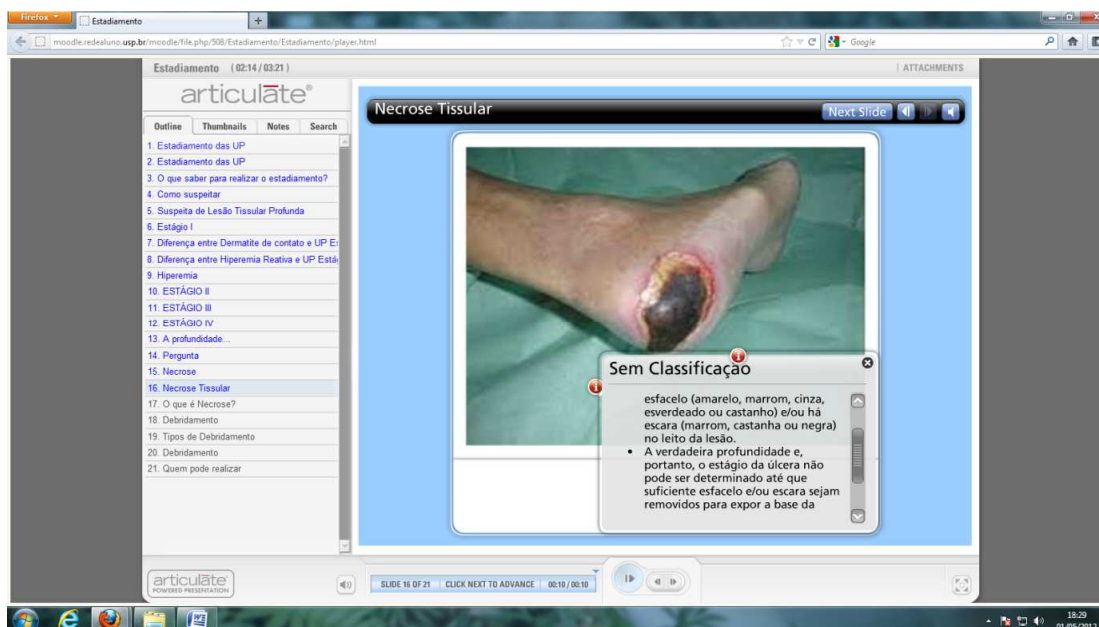 Firefox
Estadiamento
moodle.redealuno.usp.br/moodle/file.php/508/Estadiamento/Estadiamento/player.html
Google
Estadiamento (02:14 / 03:21)
ATTACHMENTS
articulate®
Outline Thumbnails Notes Search
1. Estadiamento das UP
2. Estadiamento das UP
3. O que saber para realizar o estadiamento?
4. Como suspeitar
5. Suspeita de Lesão Tissular Profunda
6. Estágio I
7. Diferença entre Dermatite de contato e UP Es
8. Diferença entre Hiperemia Reativa e UP Está
9. Hiperemia
10. ESTÁGIO II
11. ESTÁGIO III
12. ESTÁGIO IV
13. A profundidade...
14. Pergunta
15. Necrose
16. Necrose Tissular
17. O que é Necrose?
18. Debridamento
19. Tipos de Debridamento
20. Debridamento
21. Quem pode realizar
Necrose Tissular
Next Slide
Sem Classificação
esfacelo (amarelo, marrom, cinza,
esverdeado ou castanho) e/ou há
escara (marrom, castanha ou negra)
no leito da lesão.
• A verdadeira profundidade e,
portanto, o estágio da úlcera não
pode ser determinado até que
suficiente esfacelo e/ou escara sejam
removidos para expor a base da
articulate
POWERED PRESENTATION
SLIDE 16 OF 21 CLICK NEXT TO ADVANCE 00:10 / 00:10
18:29
01/05/2012